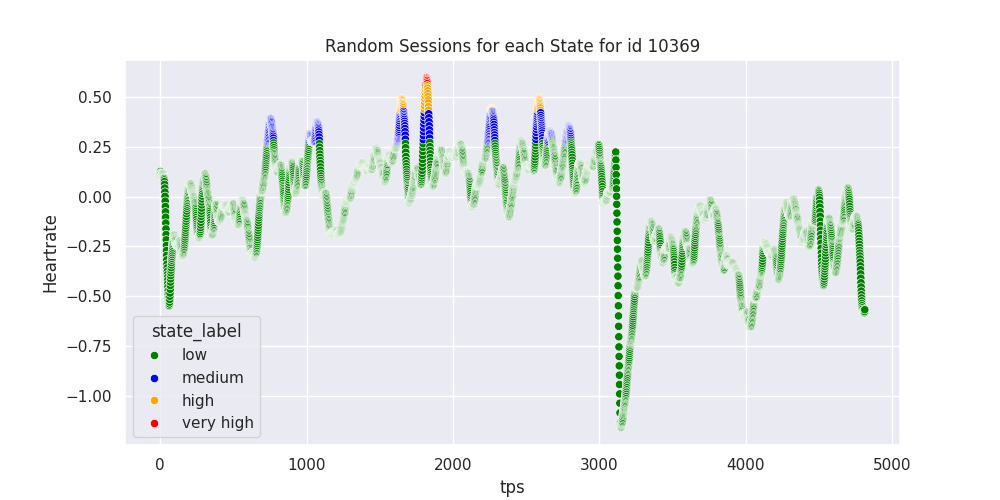 Random Sessions for each State for id 10369
Heartrate
0.50
0.25
0.00
−0.25
−0.50
−0.75
−1.00
state_label
low
medium
high
very high
0 1000 2000 3000 4000 5000
tps